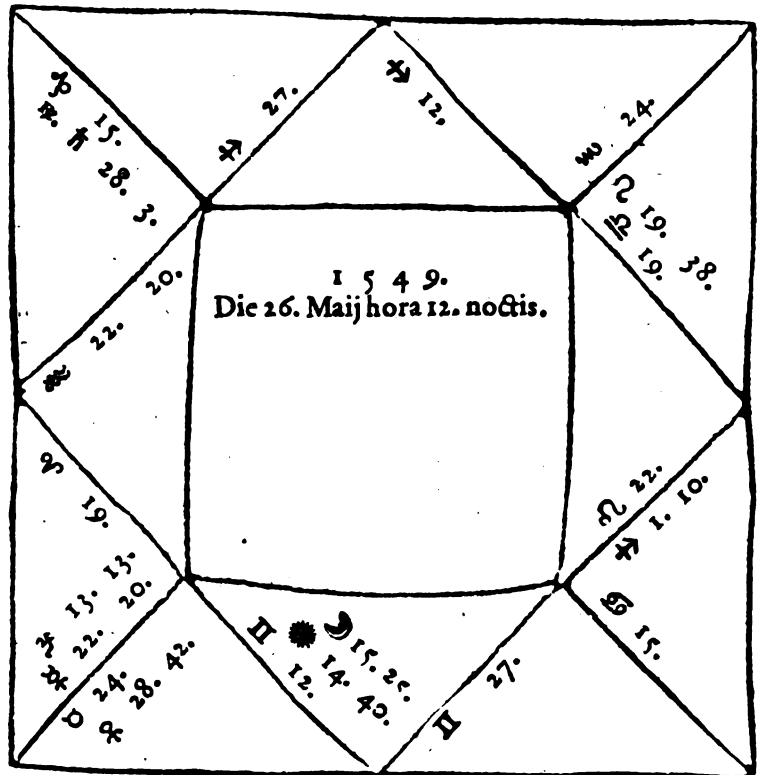 ♐ 12,
♐ 27.
♏ 24.
♑ 15.
℞. ♄ 28. 3.
☊ 19. 38.
♎ 19.
1 5 4 9.
Die 26. Maij hora 12. noctis.
♒ 22. 20.
19.
♌ 22.
♐ 1. 10.
♃ 13. 13.
☿ 22. 20.
♉ 24.
♀ 28. 42.
☽ 15. 25.
☉ 14. 40.
♊ 12.
♊ 27.
♋ 15.